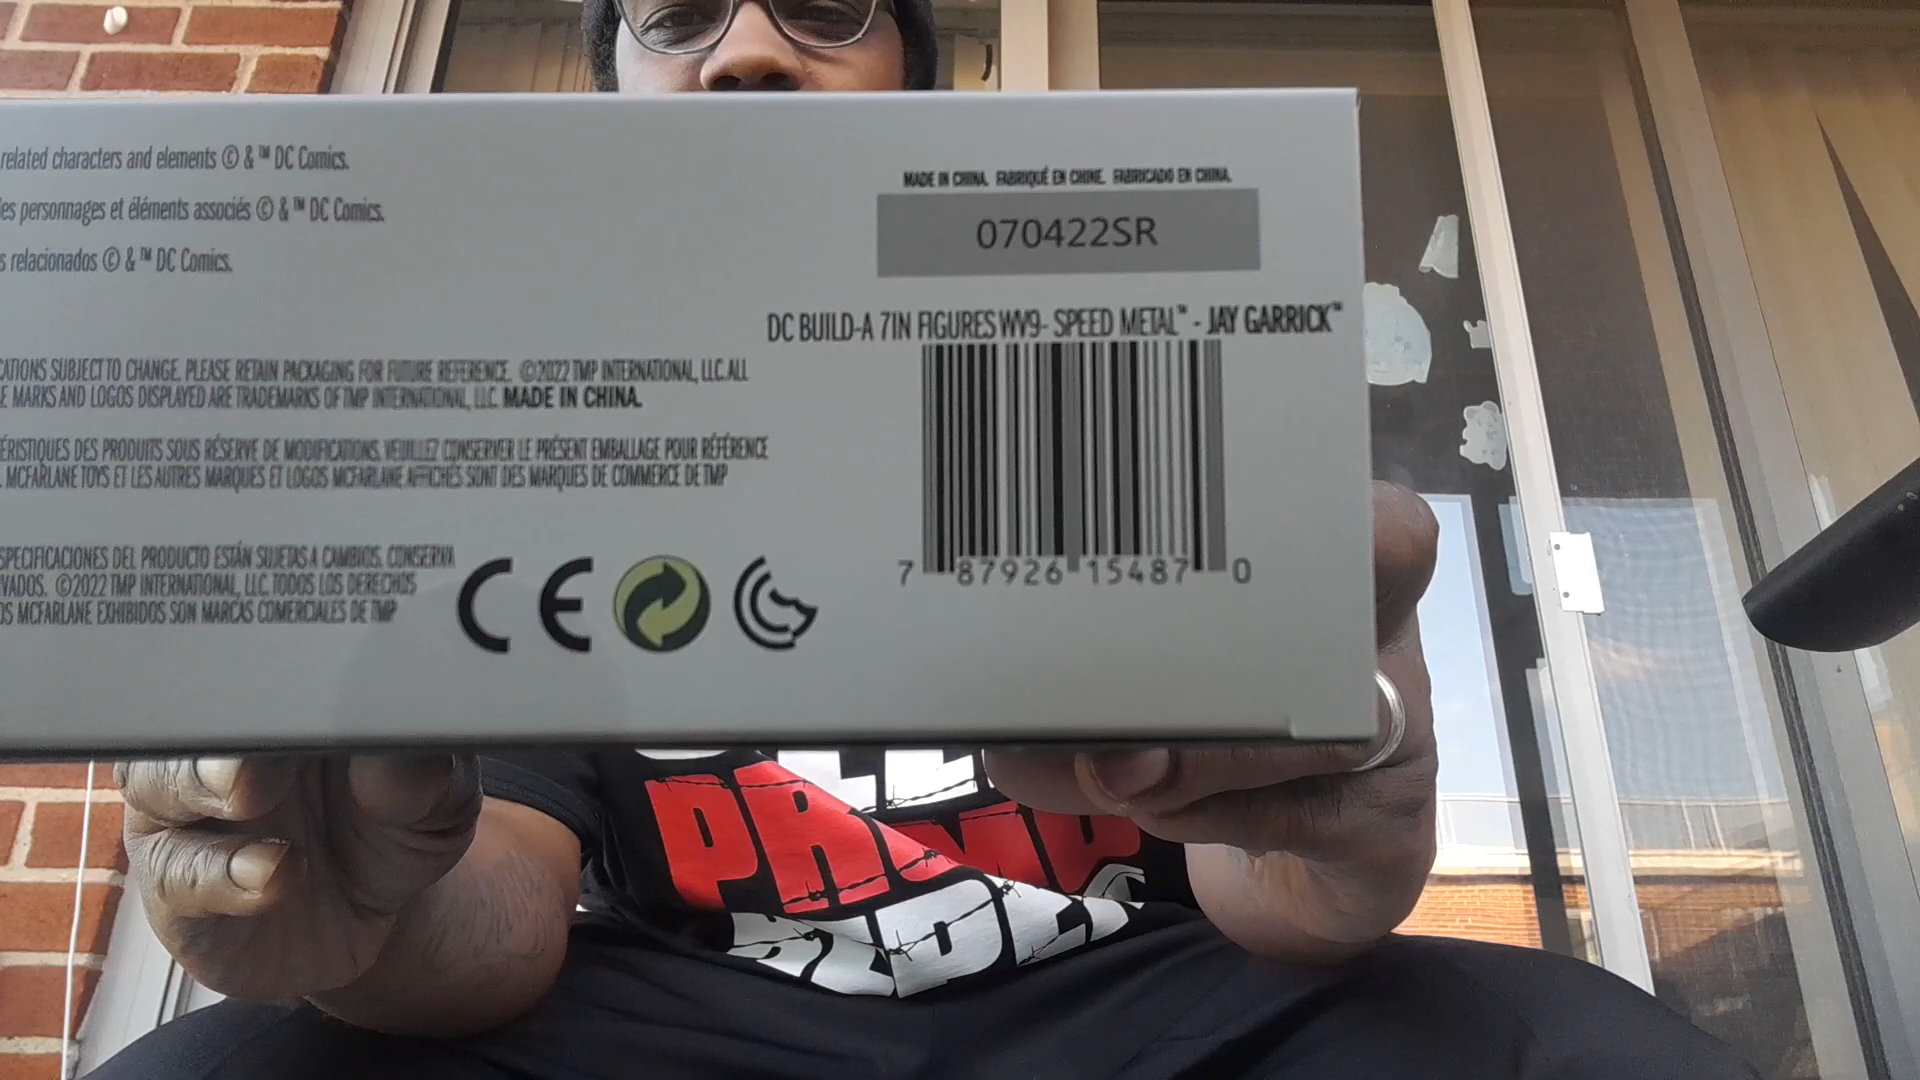 related characters and elements © & ™ DC Comics.
les personnages et éléments associés © & ™ DC Comics.
s relacionados © & ™ DC Comics.
MADE IN CHINA. FABRIQUÉ EN CHINE. FABRICADO EN CHINA.
070422SR
DC BUILD-A 7IN FIGURES WV9- SPEED METAL™ - JAY GARRICK™
7 87926 15487 0
CATIONS SUBJECT TO CHANGE. PLEASE RETAIN PACKAGING FOR FUTURE REFERENCE. ©2022 TMP INTERNATIONAL, LLC. ALL
E MARKS AND LOGOS DISPLAYED ARE TRADEMARKS OF TMP INTERNATIONAL, LLC. MADE IN CHINA.
ÉRISTIQUES DES PRODUITS SOUS RÉSERVE DE MODIFICATIONS. VEUILLEZ CONSERVER LE PRÉSENT EMBALLAGE POUR RÉFÉRENCE
. MCFARLANE TOYS ET LES AUTRES MARQUES ET LOGOS MCFARLANE AFFICHÉS SONT DES MARQUES DE COMMERCE DE TMP
SPECIFICACIONES DEL PRODUCTO ESTÁN SUJETAS A CAMBIOS. CONSERVA
VADOS. ©2022 TMP INTERNATIONAL, LLC. TODOS LOS DERECHOS
OS MCFARLANE EXHIBIDOS SON MARCAS COMERCIALES DE TMP
CE